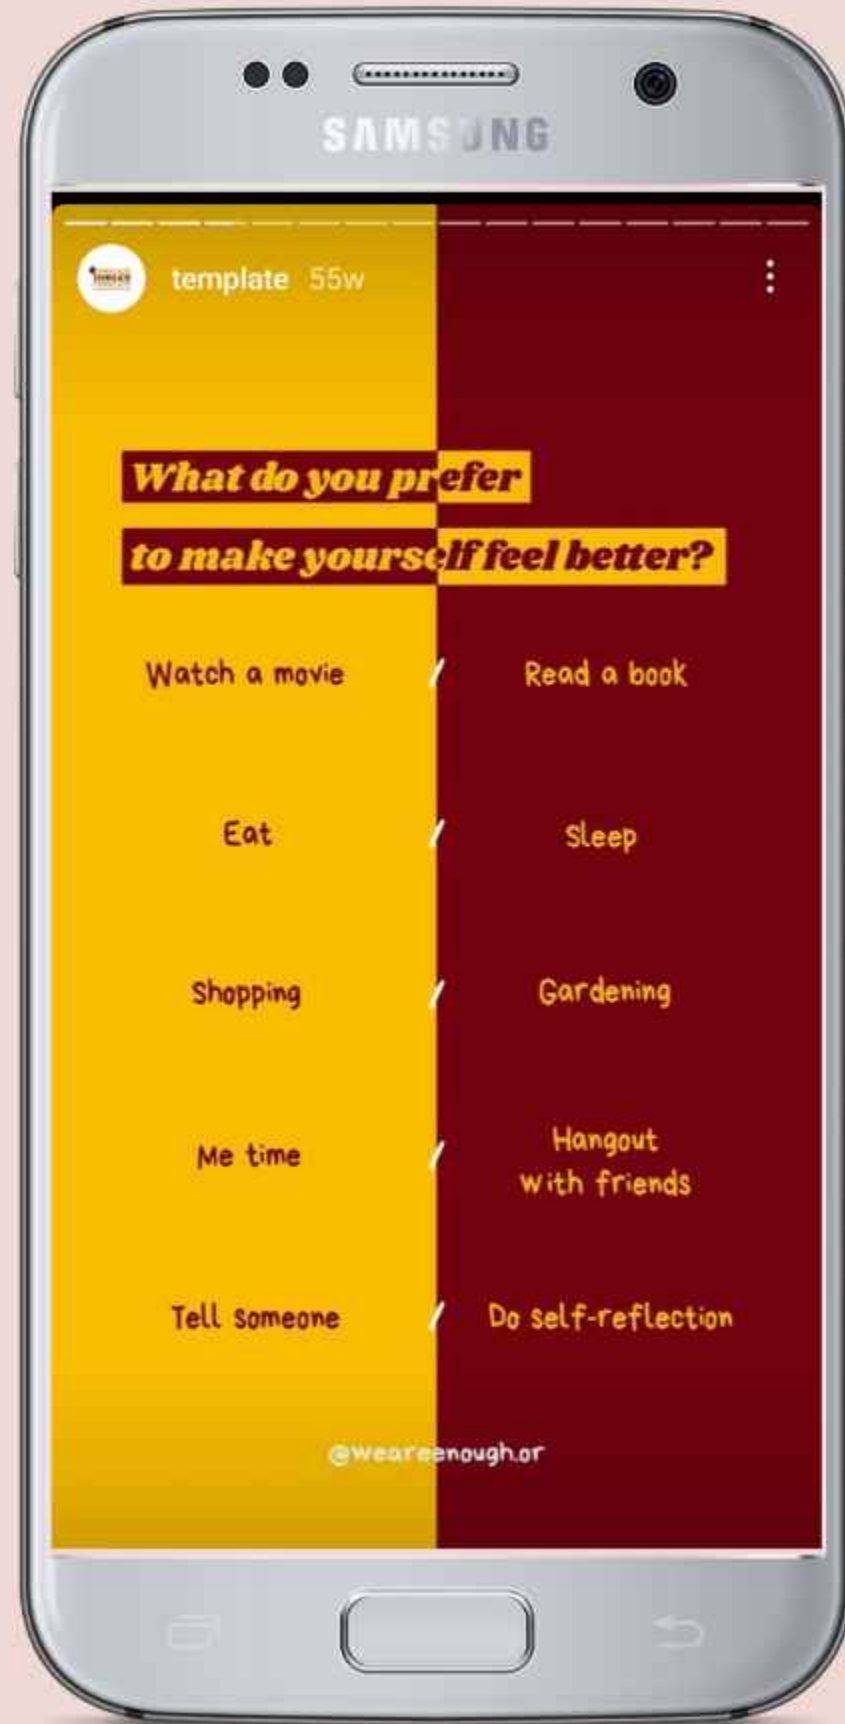 SAMSUNG
template 55w
What do you prefer
to make yourself feel better?
Watch a movie / Read a book
Eat / Sleep
Shopping / Gardening
Me time / Hangout
with friends
Tell someone / Do self-reflection
@weareenough.or